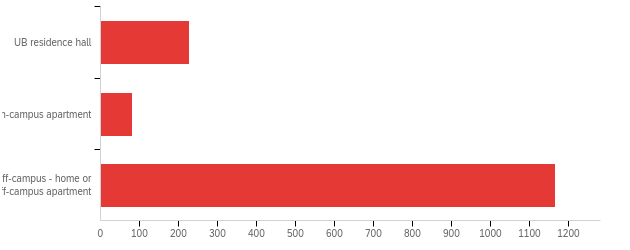 UB residence hall
n-campus apartment
ff-campus - home or
ff-campus apartment
0 100 200 300 400 500 600 700 800 900 1000 1100 1200